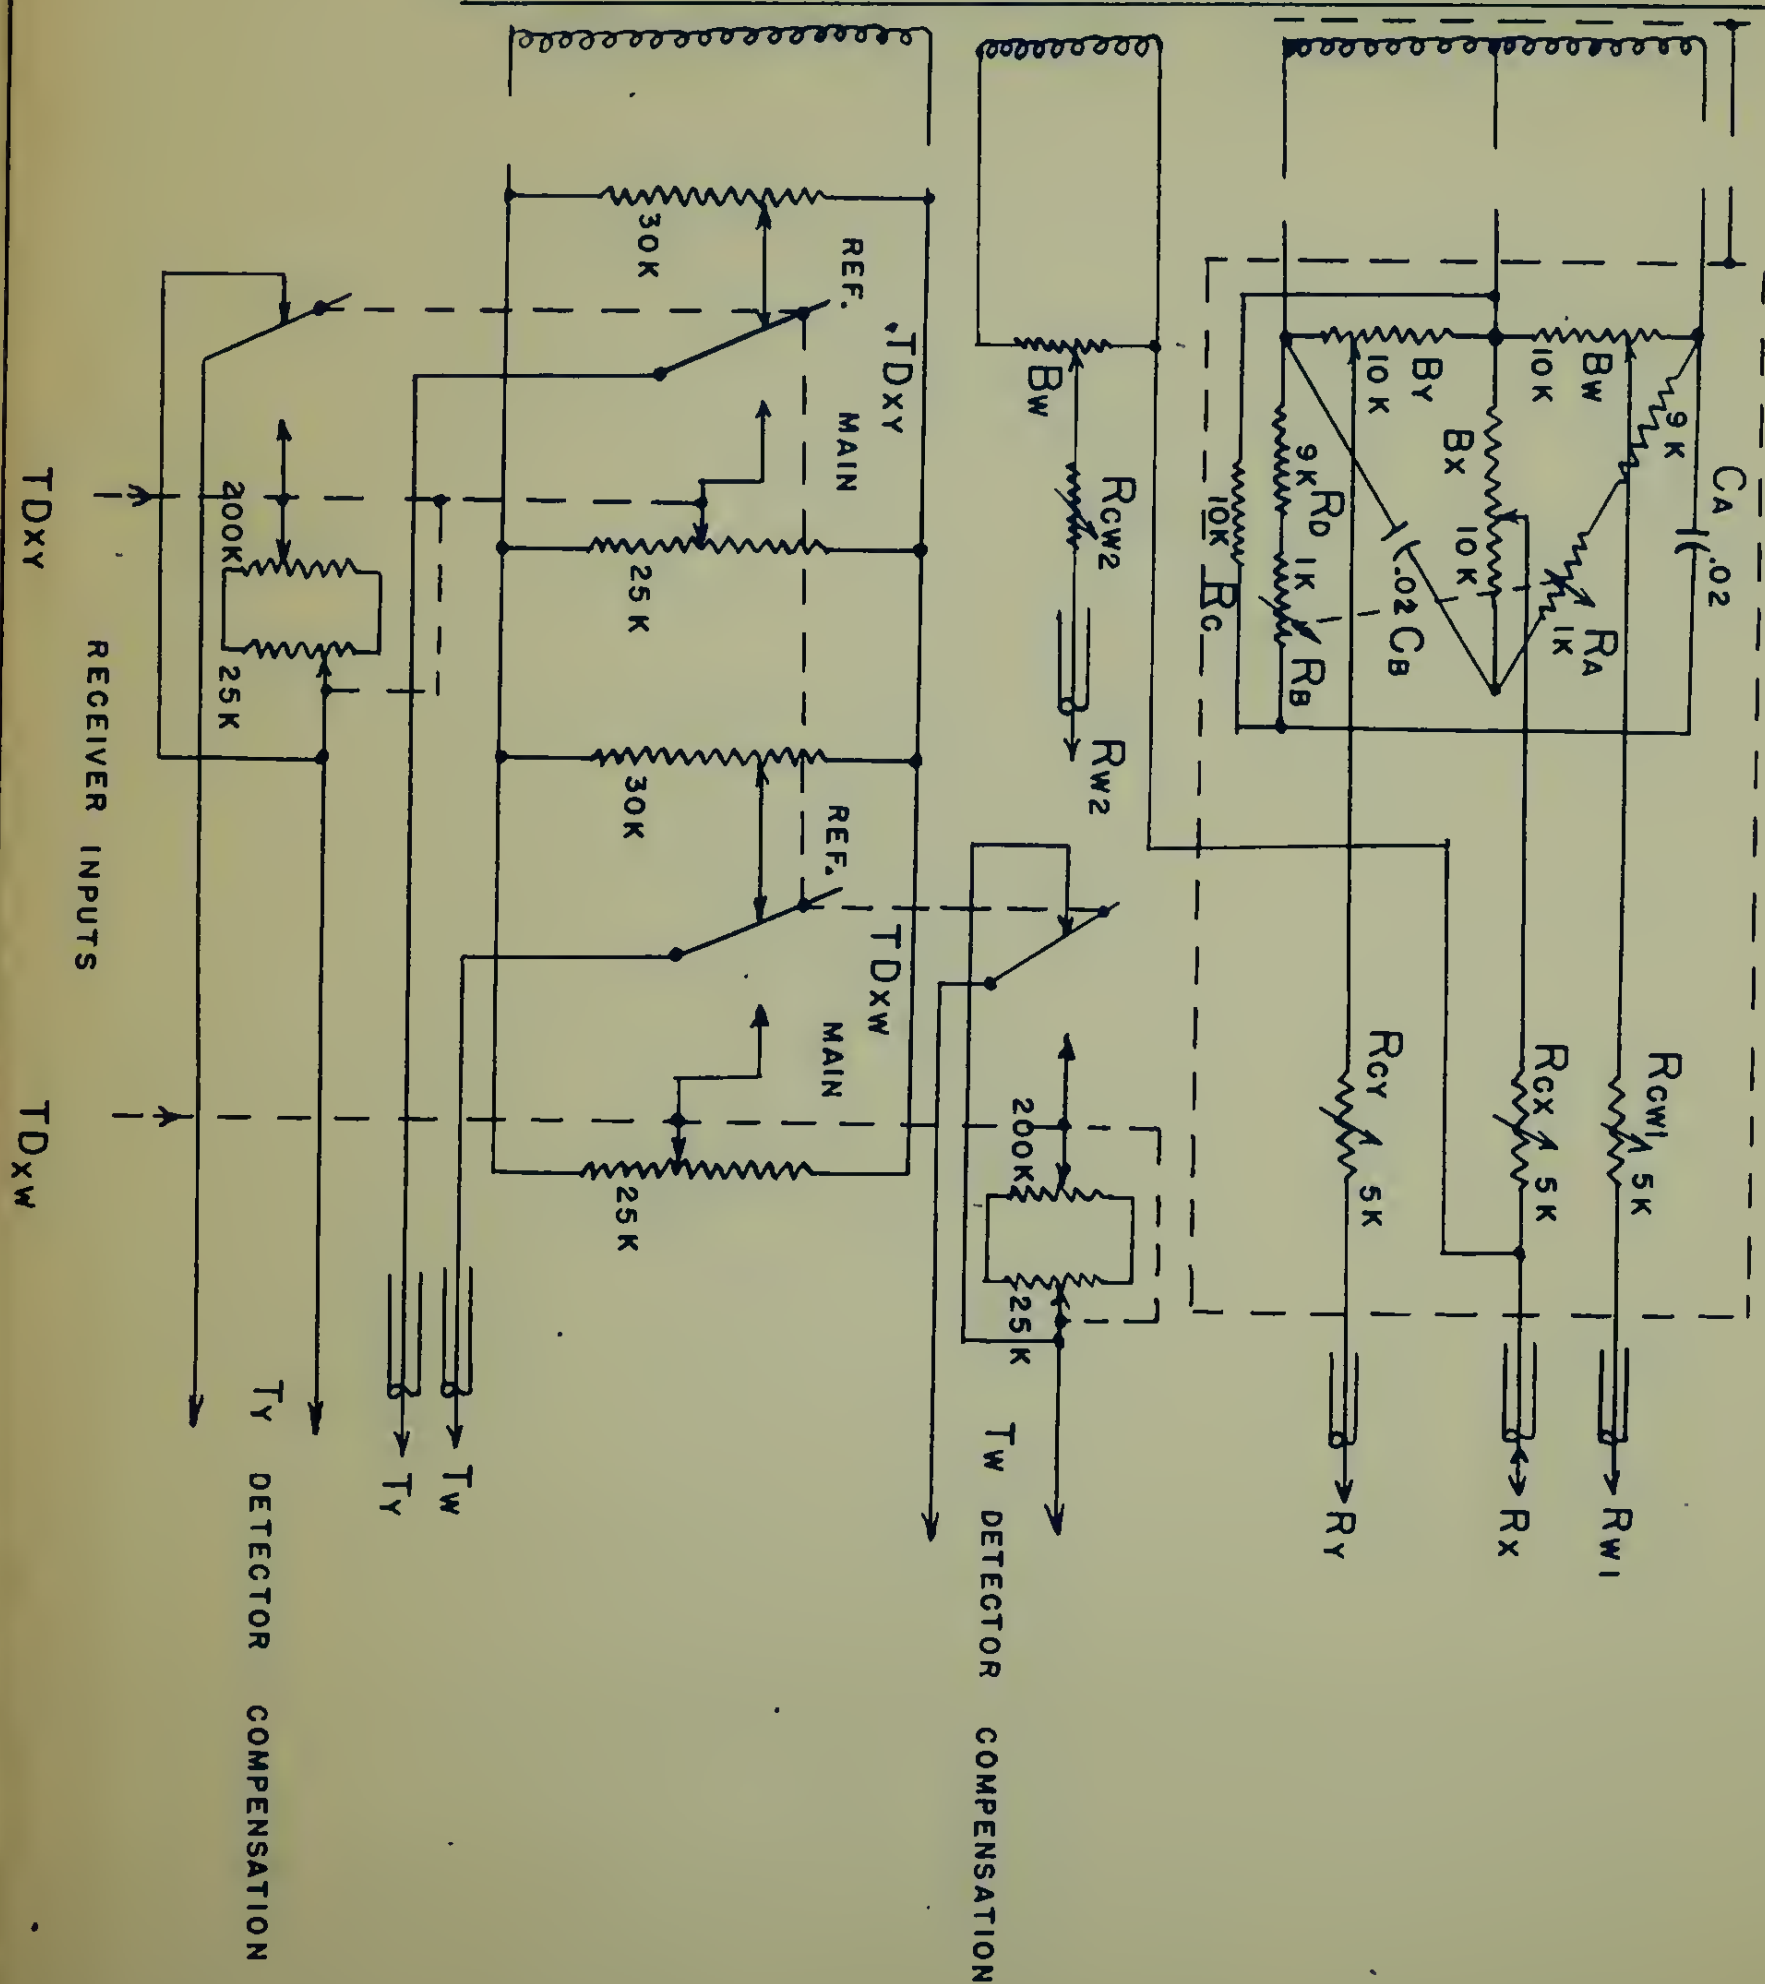 CA .02
9K
RA
1K
BW
10K
BX
10K
BY
10K
.02 CB
9K RD 1K
RB
10K
RC
RCW1 5K
RCX 5K
RCY 5K
RW1
RX
RY
BW
RCW2
RW2
TDXY
REF.
MAIN
30K
25K
TDXW
REF.
MAIN
30K
25K
200K
25K
TW DETECTOR COMPENSATION
TW
TY
200K
25K
TY DETECTOR COMPENSATION
RECEIVER INPUTS
TDXY
TDXW